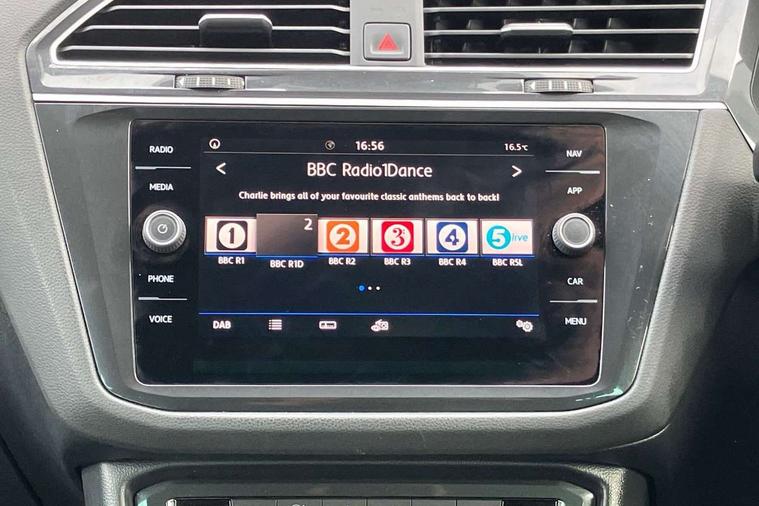 16:56 16.5°C
RADIO NAV
< BBC Radio1Dance >
MEDIA APP
Charlie brings all of your favourite classic anthems back to back!
1 2 2 3 4 5 live
BBC R1 BBC R1D BBC R2 BBC R3 BBC R4 BBC R5L
PHONE CAR
VOICE DAB MENU